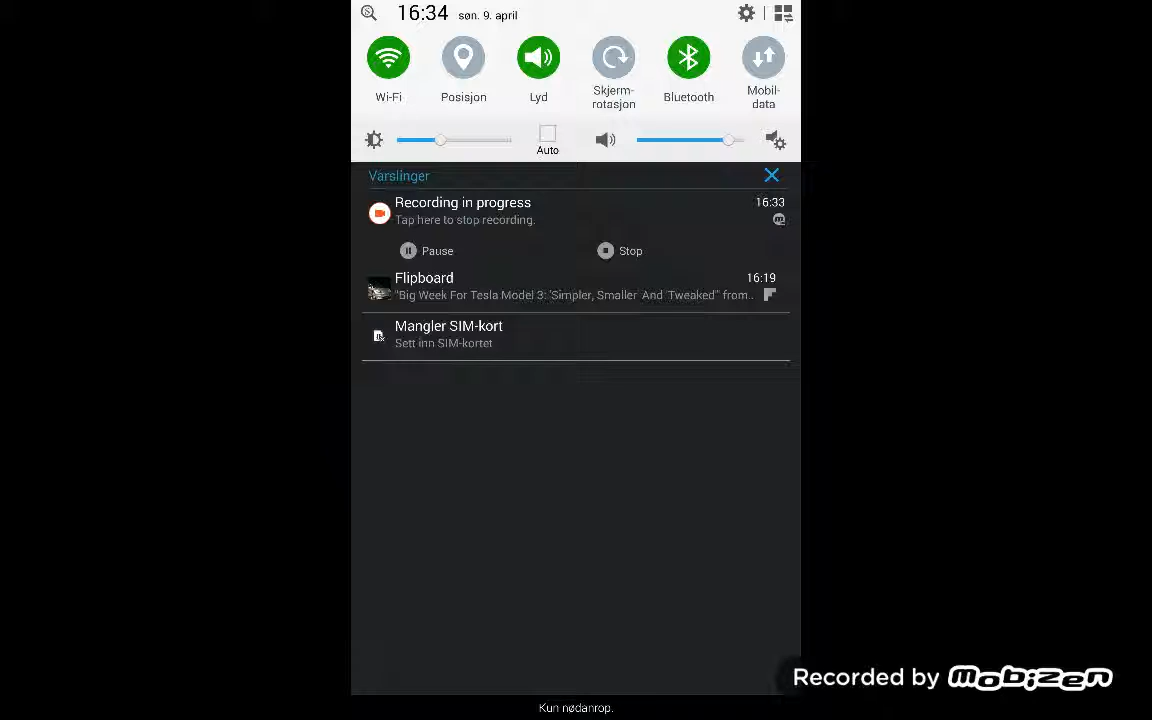 16:34 søn. 9. april
Wi-Fi
Posisjon
Lyd
Skjerm-
rotasjon
Bluetooth
Mobil-
data
Auto
Varslinger
Recording in progress 16:33
Tap here to stop recording.
Pause Stop
Flipboard 16:19
"Big Week For Tesla Model 3: 'Simpler, Smaller And 'Tweaked'" from..
Mangler SIM-kort
Sett inn SIM-kortet
Recorded by mobizen
Kun nødanrop.